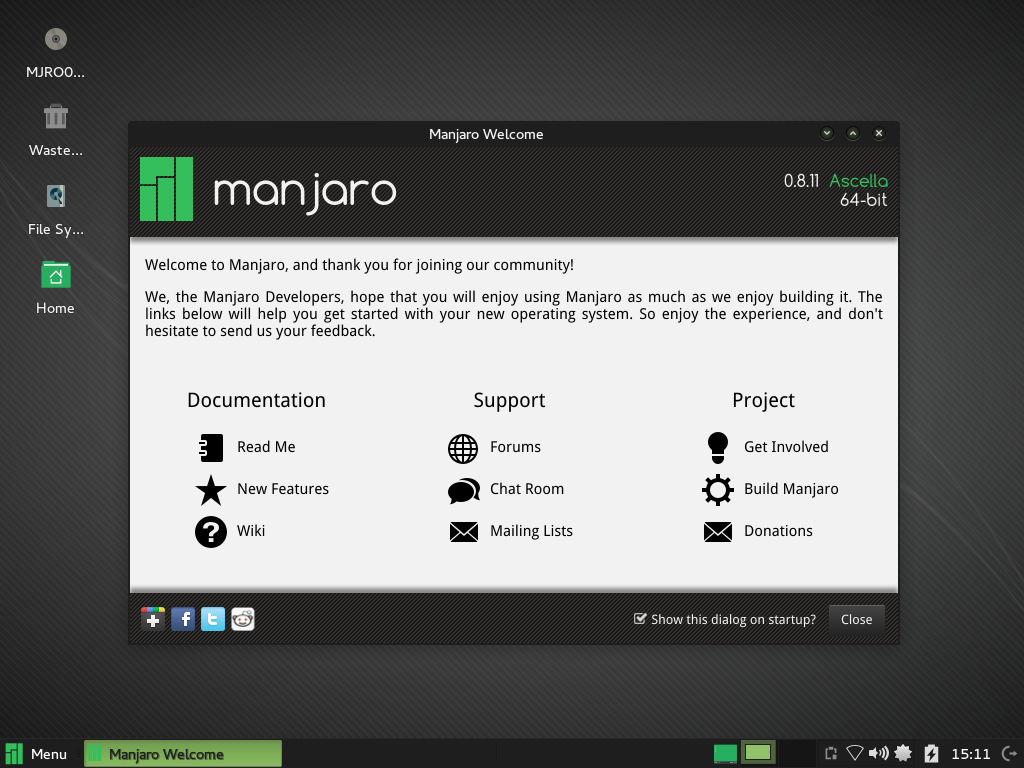 MJRO0...
Waste...
File Sy...
Home
Manjaro Welcome
manjaro
0.8.11 Ascella
64-bit
Welcome to Manjaro, and thank you for joining our community!
We, the Manjaro Developers, hope that you will enjoy using Manjaro as much as we enjoy building it. The
links below will help you get started with your new operating system. So enjoy the experience, and don't
hesitate to send us your feedback.
Documentation
Read Me
New Features
Wiki
Support
Forums
Chat Room
Mailing Lists
Project
Get Involved
Build Manjaro
Donations
Show this dialog on startup?
Close
Menu
Manjaro Welcome
15:11